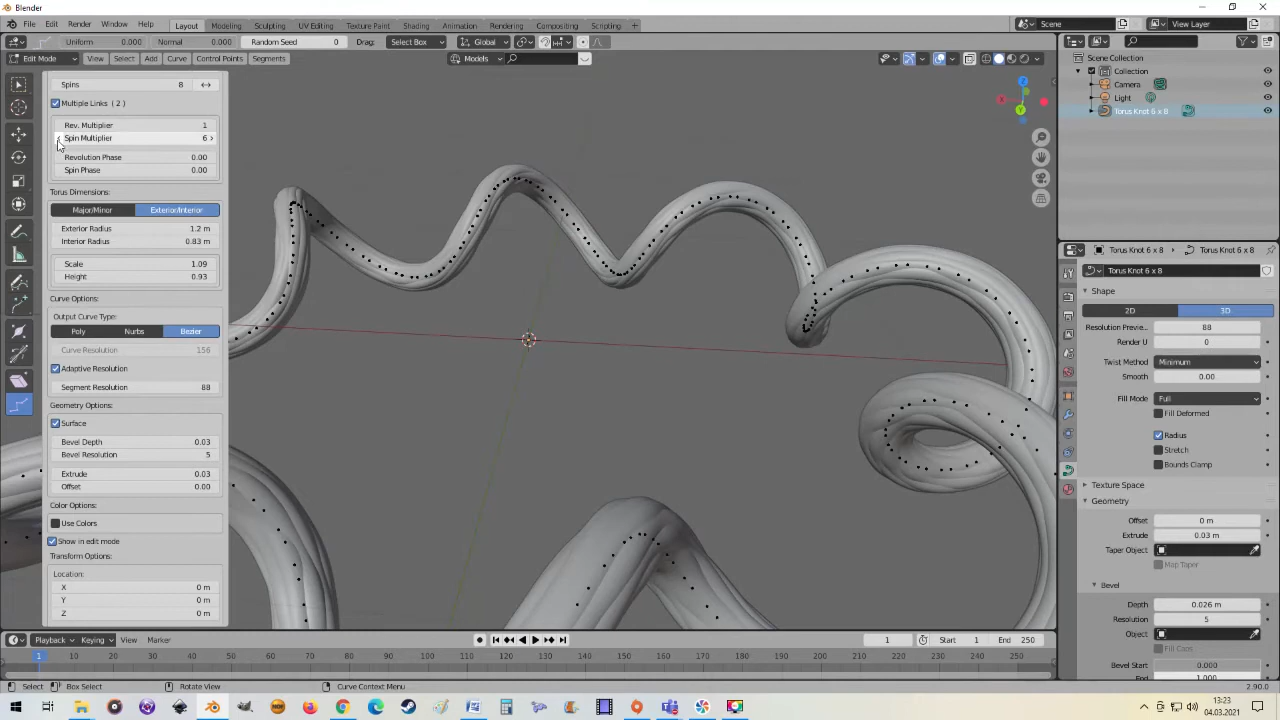 Blender
File Edit Render Window Help Layout Modeling Sculpting UV Editing Texture Paint Shading Animation Rendering Compositing Scripting + Scene View Layer
Uniform 0.000 Normal 0.000 Random Seed 0 Drag: Select Box Global
Edit Mode View Select Add Curve Control Points Segments Models
Spins 8
Multiple Links ( 2 )
Rev. Multiplier 1
Spin Multiplier 6
Revolution Phase 0.00
Spin Phase 0.00
Torus Dimensions:
Major/Minor Exterior/Interior
Exterior Radius 1.2 m
Interior Radius 0.83 m
Scale 1.09
Height 0.93
Curve Options:
Output Curve Type:
Poly Nurbs Bezier
Curve Resolution 156
Adaptive Resolution
Segment Resolution 88
Geometry Options:
Surface
Bevel Depth 0.03
Bevel Resolution 5
Extrude 0.03
Offset 0.00
Color Options:
Use Colors
Show in edit mode
Transform Options:
Location:
X 0 m
Y 0 m
Z 0 m
X Y Z
Scene Collection
Collection
Camera
Light
Torus Knot 6 x 8
Torus Knot 6 x 8 Torus Knot 6 x 8
Torus Knot 6 x 8
Shape
2D 3D
Resolution Previe... 88
Render U 0
Twist Method Minimum
Smooth 0.00
Fill Mode Full
Fill Deformed
Radius
Stretch
Bounds Clamp
Texture Space
Geometry
Offset 0 m
Extrude 0.03 m
Taper Object
Map Taper
Bevel
Depth 0.026 m
Resolution 5
Object
Fill Caps
Bevel Start 0.000
End 1.000
Playback Keying View Marker 1 Start 1 End 250
1 10 20 30 40 50 60 70 80 90 100 110 120 130 140 150 160 170 180 190 200 210 220 230 240 250
Select Box Select Rotate View Curve Context Menu 2.90.0
13:23
04.03.2021